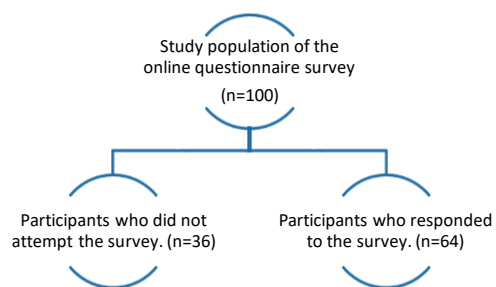 Study population of the
online questionnaire survey
(n=100)
Participants who did not
attempt the survey. (n=36)
Participants who responded
to the survey. (n=64)